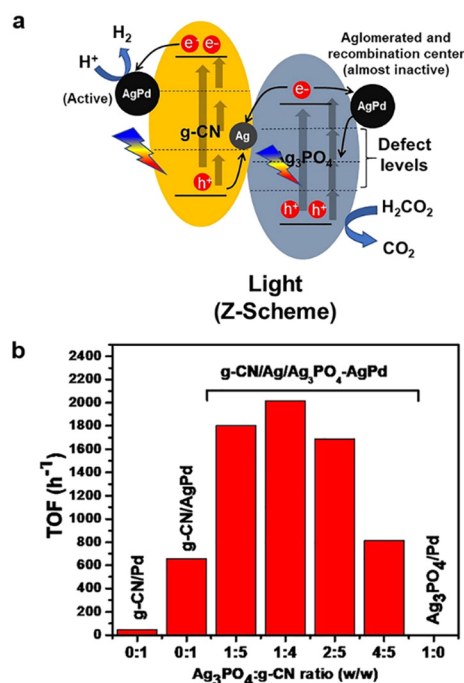 a
H2
H+
e- e-
AgPd
(Active)
g-CN
h+
Ag
Aglomerated and
recombination center
(almost inactive)
e-
AgPd
Ag3PO4
Defect
levels
h+ h+
H2CO2
CO2
Light
(Z-Scheme)
b
g-CN/Ag/Ag3PO4-AgPd
TOF (h-1)
2400
2200
2000
1800
1600
1400
1200
1000
800
600
400
200
0
g-CN/Pd
g-CN/AgPd
Ag3PO4/Pd
0:1 0:1 1:5 1:4 2:5 4:5 1:0
Ag3PO4:g-CN ratio (w/w)